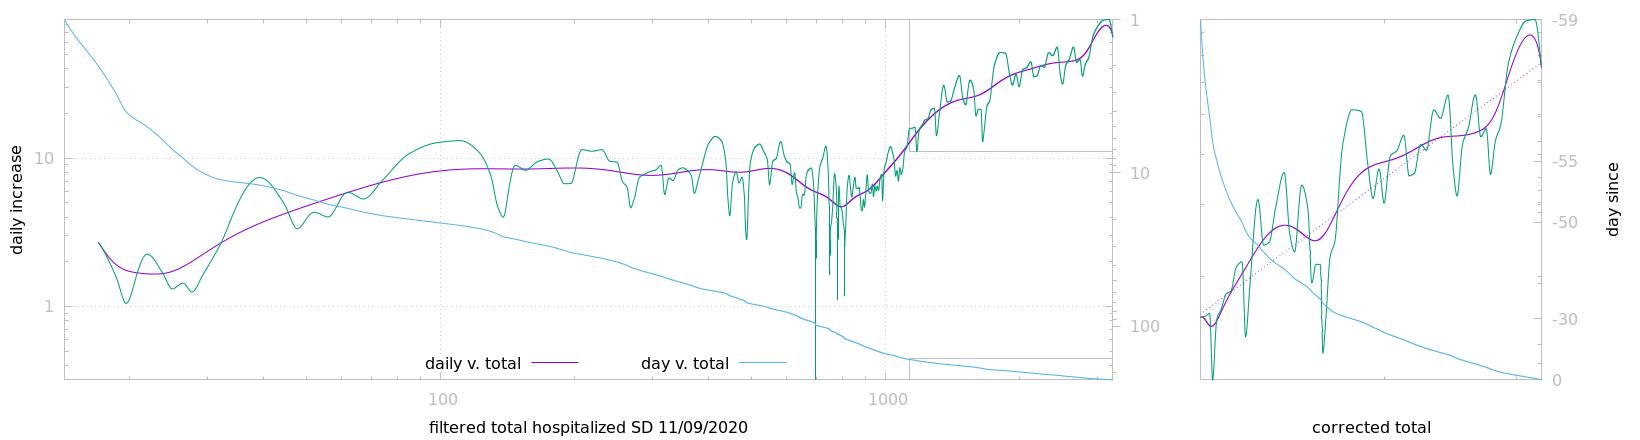 daily increase
10
1
100
1000
1
10
100
daily v. total
day v. total
filtered total hospitalized SD 11/09/2020
-59
-55
-50
-30
0
day since
corrected total